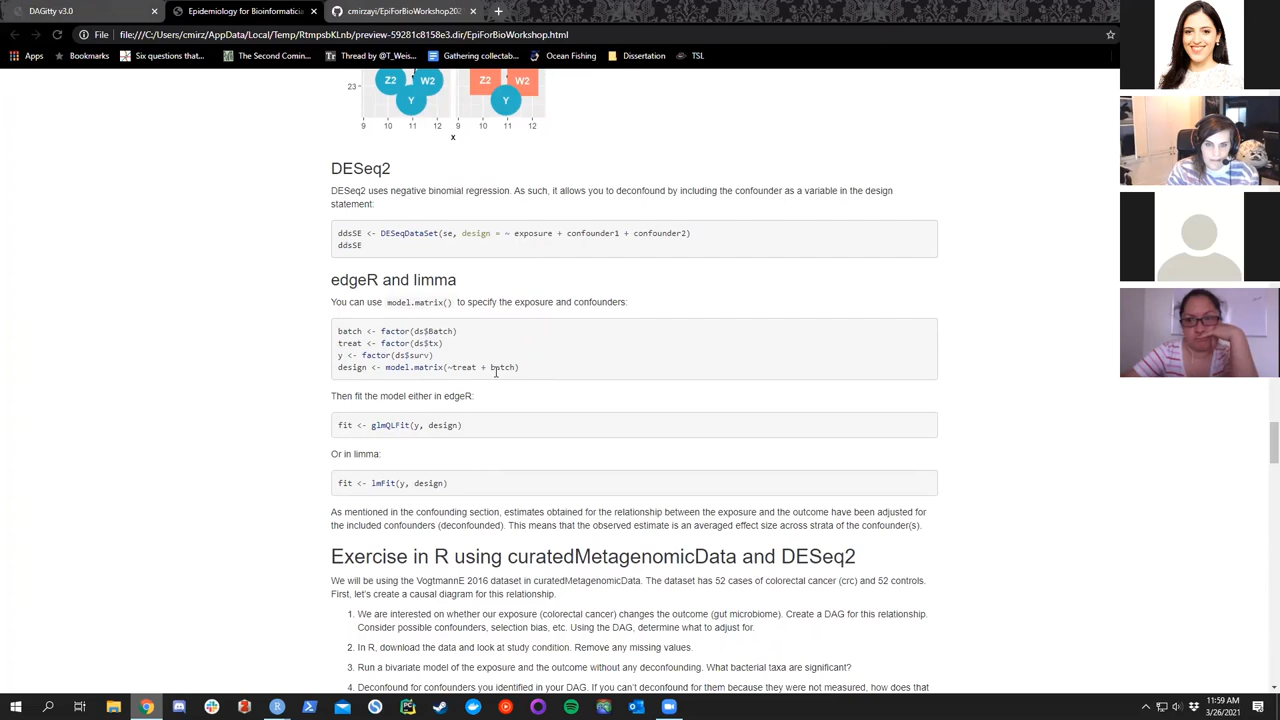 DAGitty v3.0
Epidemiology for Bioinformatici
cmirzay/EpiForBioWorkshop202
File
file:///C:/Users/cmirz/AppData/Local/Temp/RtmpsbKLnb/preview-59281c8158e3.dir/EpiForBioWorkshop.html
Apps
Bookmarks
Six questions that...
The Second Comin...
Thread by @T_Weis...
Gathering collectab...
Ocean Fishing
Dissertation
TSL
Z2 W2 Z2 W2
23
Y Y
9 10 11 12 9 10 11 12
x
DESeq2
DESeq2 uses negative binomial regression. As such, it allows you to deconfound by including the confounder as a variable in the design
statement:
ddsSE <- DESeqDataSet(se, design = ~ exposure + confounder1 + confounder2)
ddsSE
edgeR and limma
You can use model.matrix() to specify the exposure and confounders:
batch <- factor(ds$Batch)
treat <- factor(ds$tx)
y <- factor(ds$surv)
design <- model.matrix(~treat + batch)
Then fit the model either in edgeR:
fit <- glmQLFit(y, design)
Or in limma:
fit <- lmFit(y, design)
As mentioned in the confounding section, estimates obtained for the relationship between the exposure and the outcome have been adjusted for
the included confounders (deconfounded). This means that the observed estimate is an averaged effect size across strata of the confounder(s).
Exercise in R using curatedMetagenomicData and DESeq2
We will be using the VogtmannE 2016 dataset in curatedMetagenomicData. The dataset has 52 cases of colorectal cancer (crc) and 52 controls.
First, let's create a causal diagram for this relationship.
1. We are interested on whether our exposure (colorectal cancer) changes the outcome (gut microbiome). Create a DAG for this relationship.
Consider possible confounders, selection bias, etc. Using the DAG, determine what to adjust for.
2. In R, download the data and look at study condition. Remove any missing values.
3. Run a bivariate model of the exposure and the outcome without any deconfounding. What bacterial taxa are significant?
4. Deconfound for confounders you identified in your DAG. If you can't deconfound for them because they were not measured, how does that
11:59 AM
3/26/2021